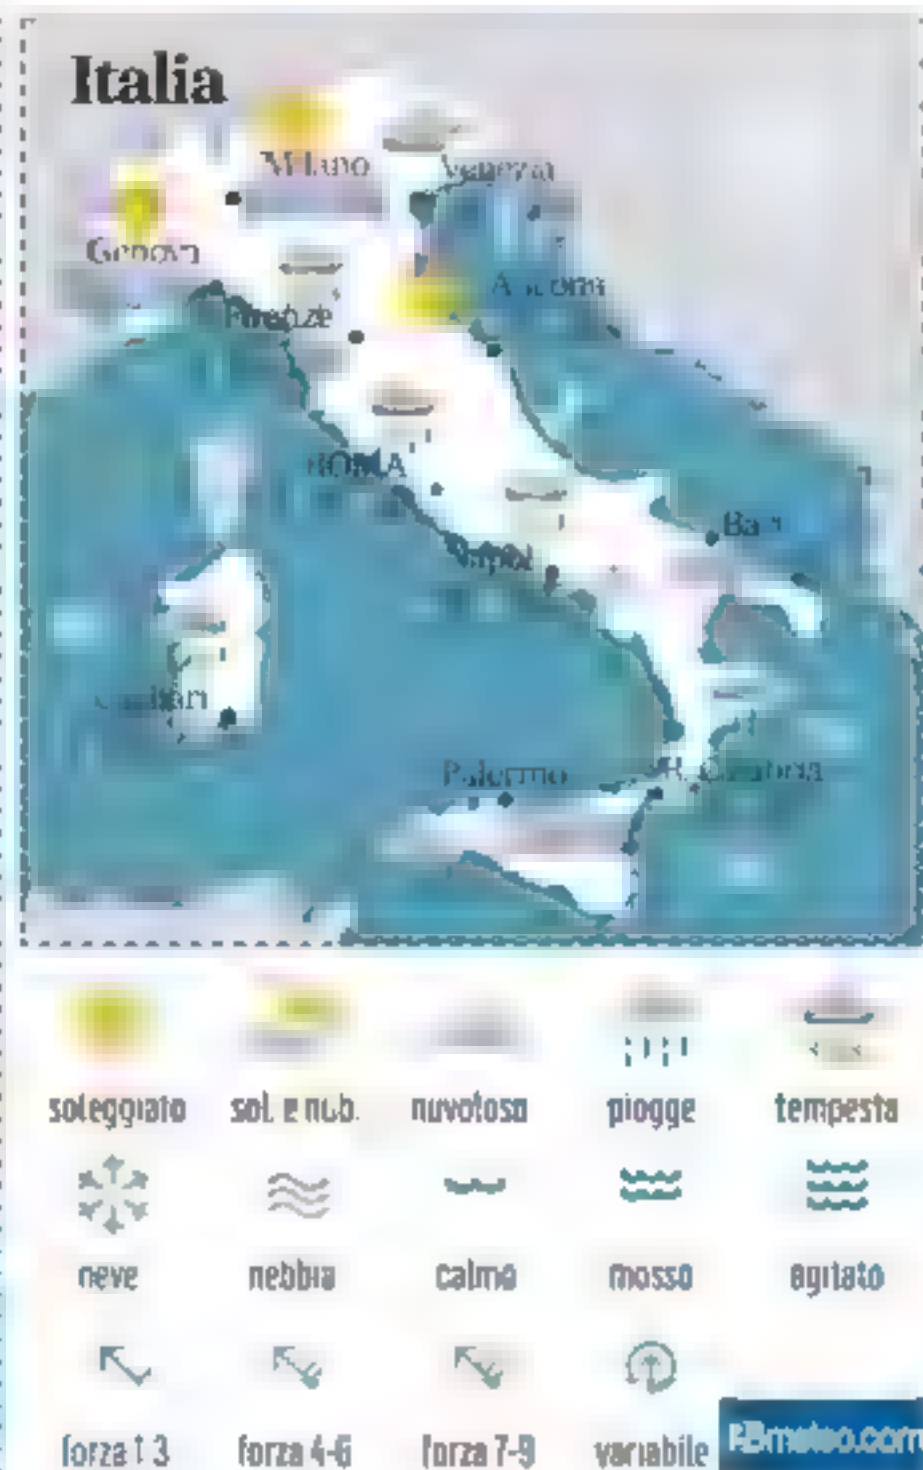 Italia
Milano
Venezia
Genova
Ancona
Firenze
ROMA
Bari
Napoli
Cagliari
Palermo
R. Calabria
soleggiato
sol. e nub.
nuvoloso
piogge
tempesta
neve
nebbia
calmo
mosso
agitato
forza 1-3
forza 4-6
forza 7-9
variabile
3Bmeteo.com